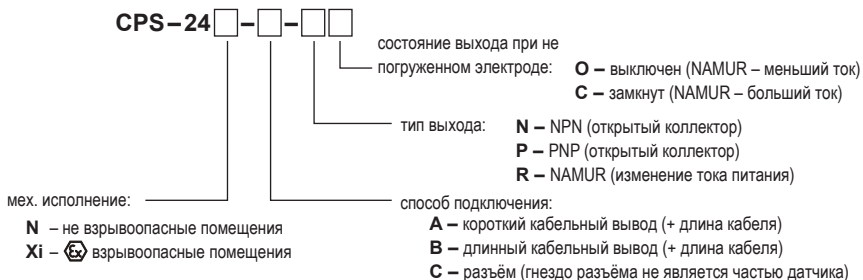 CPS–24□–□–□□
состояние выхода при не
погруженном электроде: O – выключен (NAMUR – меньший ток)
C – замкнут (NAMUR – больший ток)
тип выхода: N – NPN (открытый коллектор)
P – PNP (открытый коллектор)
R – NAMUR (изменение тока питания)
мех. исполнение:
N – не взрывоопасные помещения
Xi – Ex взрывоопасные помещения
способ подключения:
A – короткий кабельный вывод (+ длина кабеля)
B – длинный кабельный вывод (+ длина кабеля)
C – разъём (гнездо разъёма не является частью датчика)